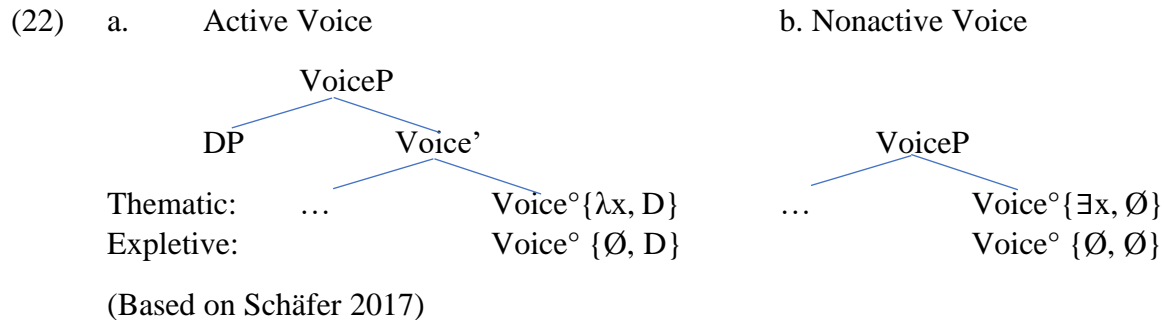 (22) a. Active Voice b. Nonactive Voice
VoiceP
DP Voice’ VoiceP
Thematic: … Voice°{λx, D} … Voice°{∃x, Ø}
Expletive: Voice° {Ø, D} Voice° {Ø, Ø}
(Based on Schäfer 2017)